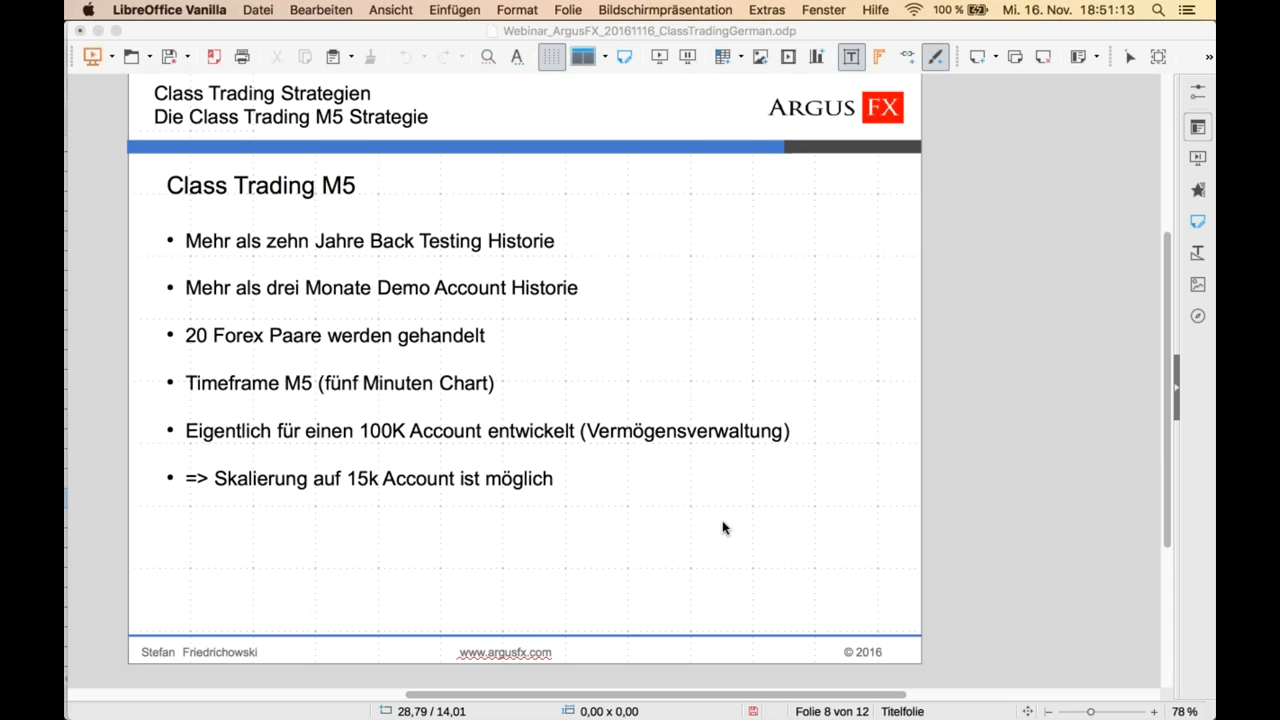 LibreOffice Vanilla Datei Bearbeiten Ansicht Einfügen Format Folie Bildschirmpräsentation Extras Fenster Hilfe 100 % Mi. 16. Nov. 18:51:13
Webinar_ArgusFX_20161116_ClassTradingGerman.odp
Class Trading Strategien
Die Class Trading M5 Strategie
ARGUS FX
Class Trading M5
• Mehr als zehn Jahre Back Testing Historie
• Mehr als drei Monate Demo Account Historie
• 20 Forex Paare werden gehandelt
• Timeframe M5 (fünf Minuten Chart)
• Eigentlich für einen 100K Account entwickelt (Vermögensverwaltung)
• => Skalierung auf 15k Account ist möglich
Stefan Friedrichowski www.argusfx.com © 2016
28,79 / 14,01 0,00 x 0,00 Folie 8 von 12 Titelfolie 78 %